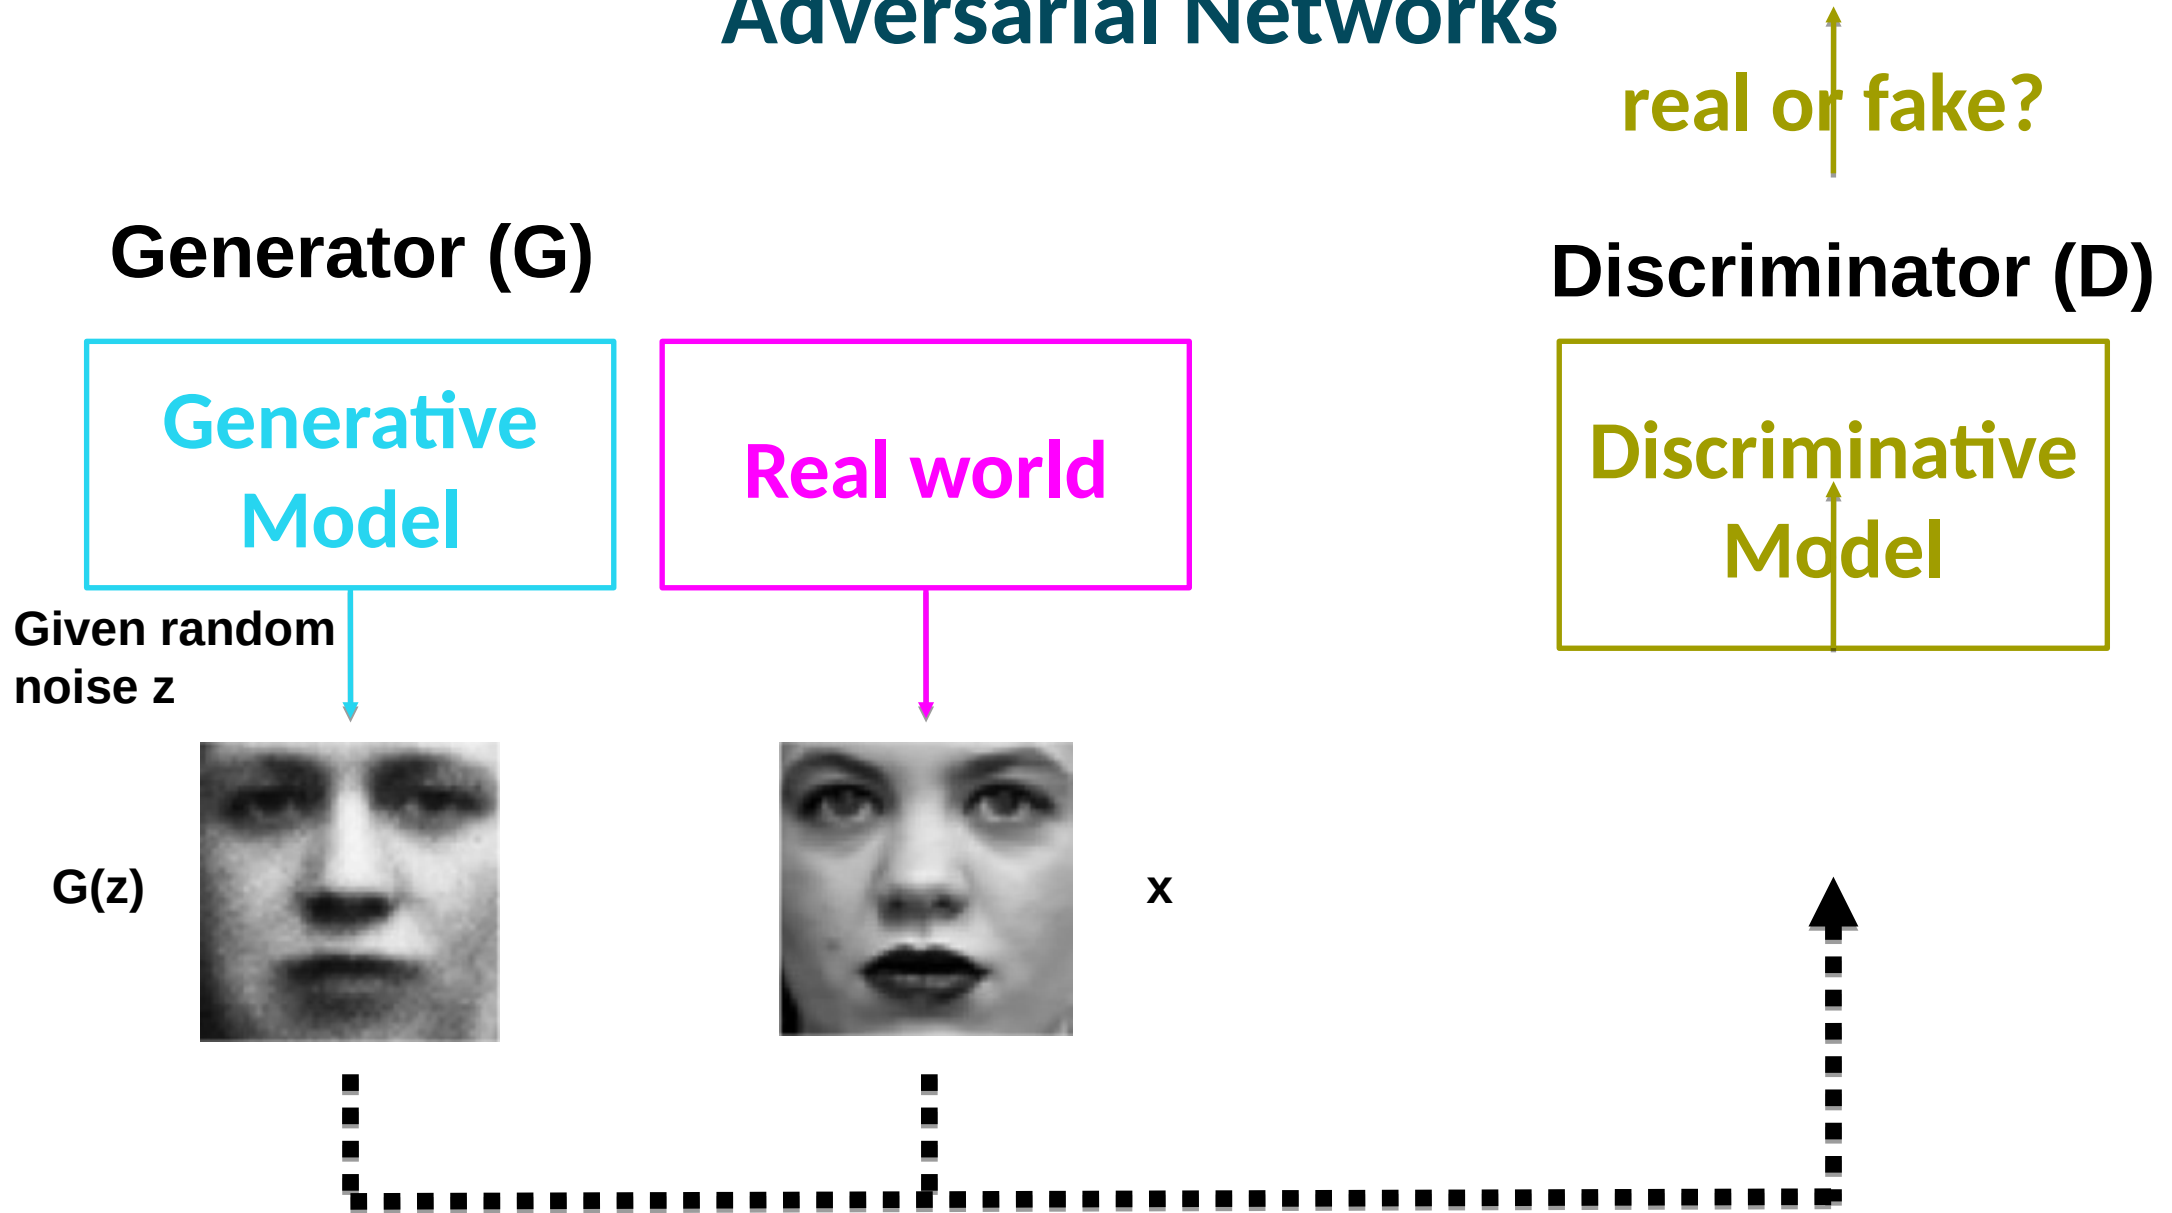 Adversarial Networks
real or fake?
Generator (G)
Discriminator (D)
Generative
Model
Real world
Discriminative
Model
Given random
noise z
G(z)
x